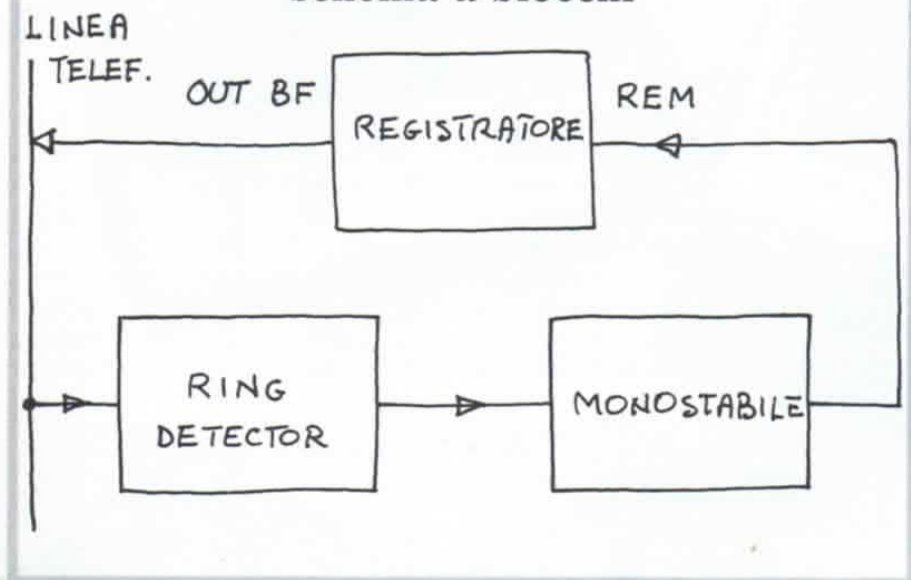 LINEA
TELEF.
OUT BF
REM
REGISTRATORE
RING
DETECTOR
MONOSTABILE